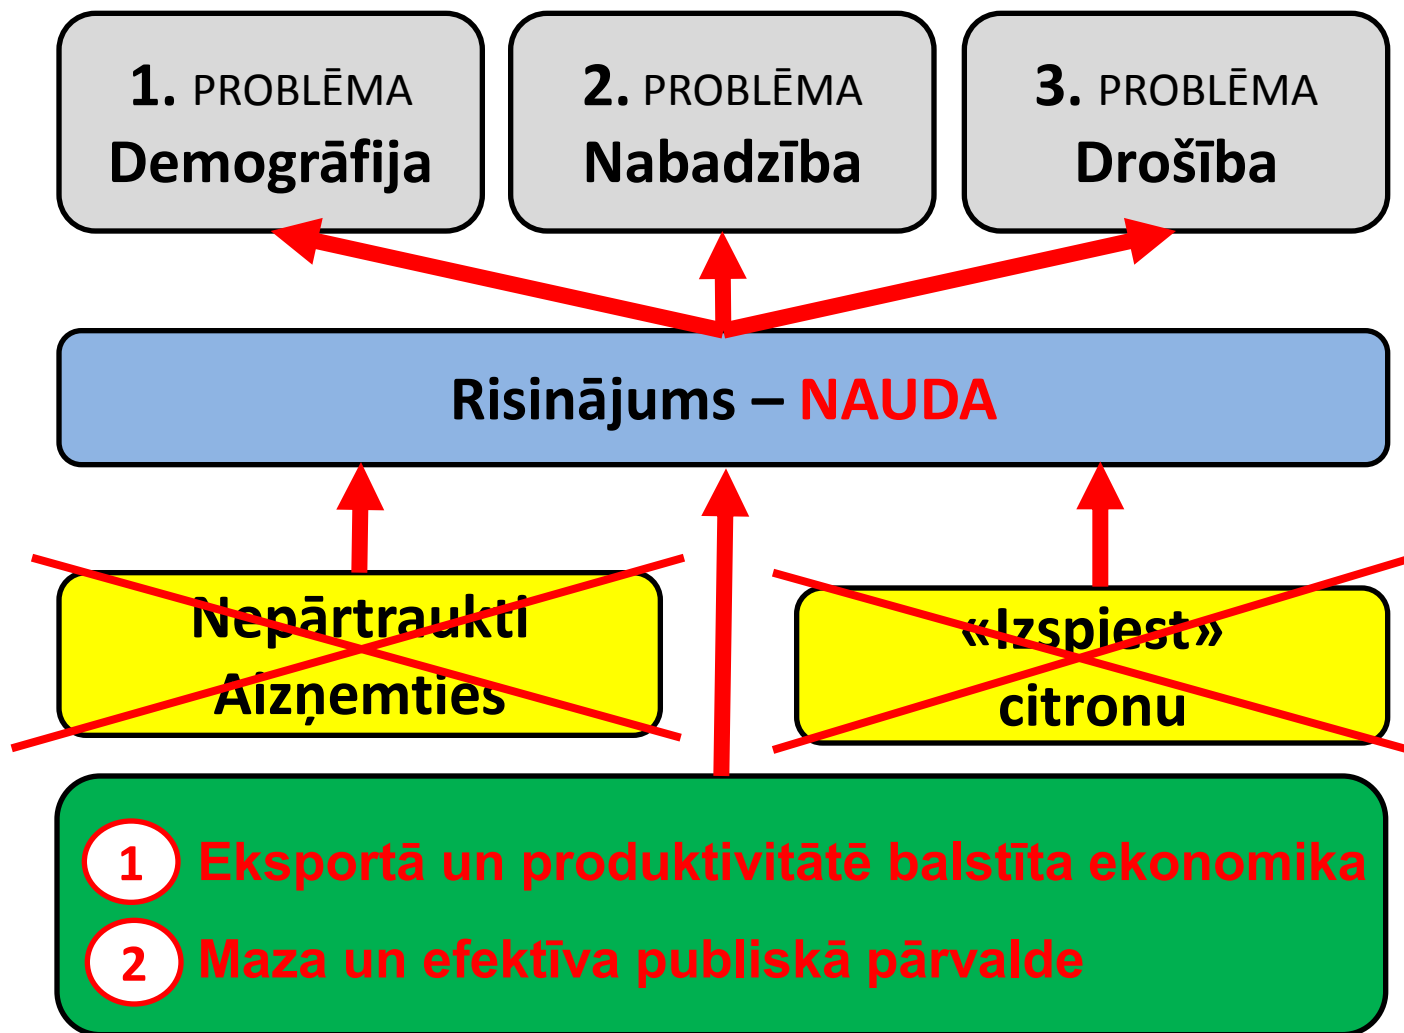 1. PROBLĒMA
Demogrāfija
2. PROBLĒMA
Nabadzība
3. PROBLĒMA
Drošība
Risinājums – NAUDA
Nepārtraukti
Aizņemties
«Izspiest»
citronu
1 Eksportā un produktivitātē balstīta ekonomika
2 Maza un efektīva publiskā pārvalde